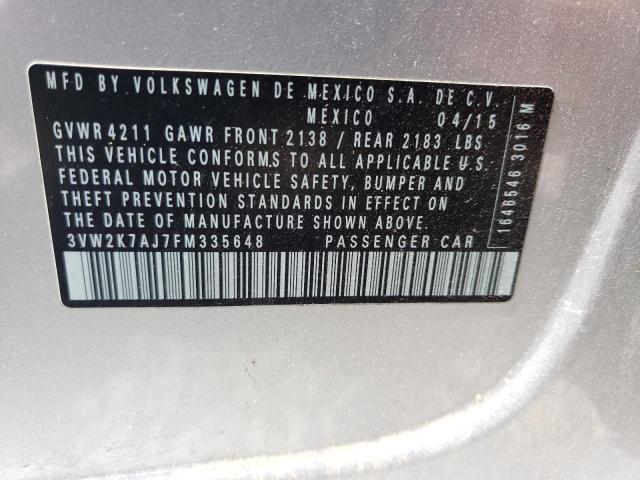 MFD BY VOLKSWAGEN DE MEXICO S.A. DE C.V.
MÉXICO 04/15
GVWR 4211 GAWR FRONT 2138 / REAR 2183 LBS
THIS VEHICLE CONFORMS TO ALL APPLICABLE U.S.
FEDERAL MOTOR VEHICLE SAFETY, BUMPER AND
THEFT PREVENTION STANDARDS IN EFFECT ON
THE DATE OF MANUFACTURE SHOWN ABOVE.
3VW2K7AJ7FM335648 PASSENGER CAR
1646546 3016 M